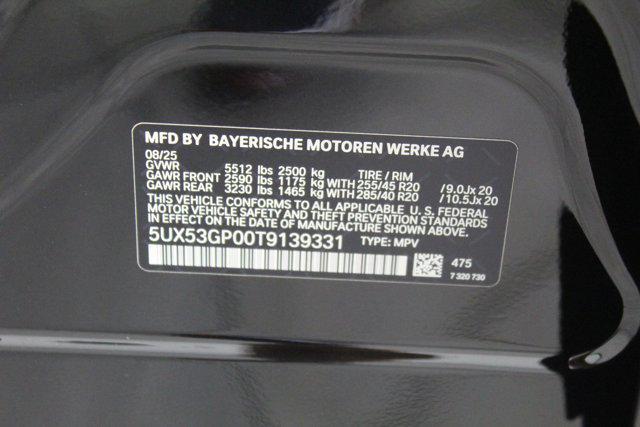 MFD BY BAYERISCHE MOTOREN WERKE AG
08/25
GVWR 5512 lbs 2500 kg TIRE / RIM
GAWR FRONT 2590 lbs 1175 kg WITH 255/45 R20 /9.0Jx 20
GAWR REAR 3230 lbs 1465 kg WITH 285/40 R20 /10.5Jx 20
THIS VEHICLE CONFORMS TO ALL APPLICABLE U. S. FEDERAL
MOTOR VEHICLE SAFETY AND THEFT PREVENTION STANDARDS
IN EFFECT ON THE DATE OF MANUFACTURE SHOWN ABOVE.
5UX53GP00T9139331 TYPE: MPV
475
7 320 730